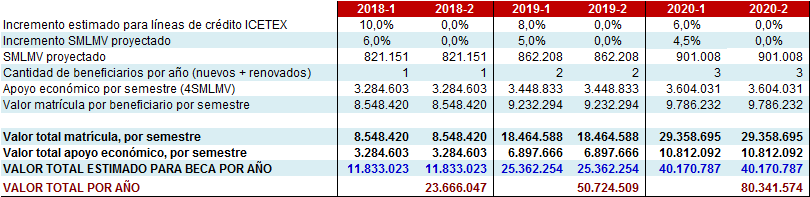 2018-1 2018-2 2019-1 2019-2 2020-1 2020-2
Incremento estimado para líneas de crédito ICETEX 10,0% 0,0% 8,0% 0,0% 6,0% 0,0%
Incremento SMLMV proyectado 6,0% 0,0% 5,0% 0,0% 4,5% 0,0%
SMLMV proyectado 821.151 821.151 862.208 862.208 901.008 901.008
Cantidad de beneficiarios por año (nuevos + renovados) 1 1 2 2 3 3
Apoyo económico por semestre (4SMLMV) 3.284.603 3.284.603 3.448.833 3.448.833 3.604.031 3.604.031
Valor matrícula por beneficiario por semestre 8.548.420 8.548.420 9.232.294 9.232.294 9.786.232 9.786.232
Valor total matrícula, por semestre 8.548.420 8.548.420 18.464.588 18.464.588 29.358.695 29.358.695
Valor total apoyo económico, por semestre 3.284.603 3.284.603 6.897.666 6.897.666 10.812.092 10.812.092
VALOR TOTAL ESTIMADO PARA BECA POR AÑO 11.833.023 11.833.023 25.362.254 25.362.254 40.170.787 40.170.787
VALOR TOTAL POR AÑO 23.666.047 50.724.509 80.341.574